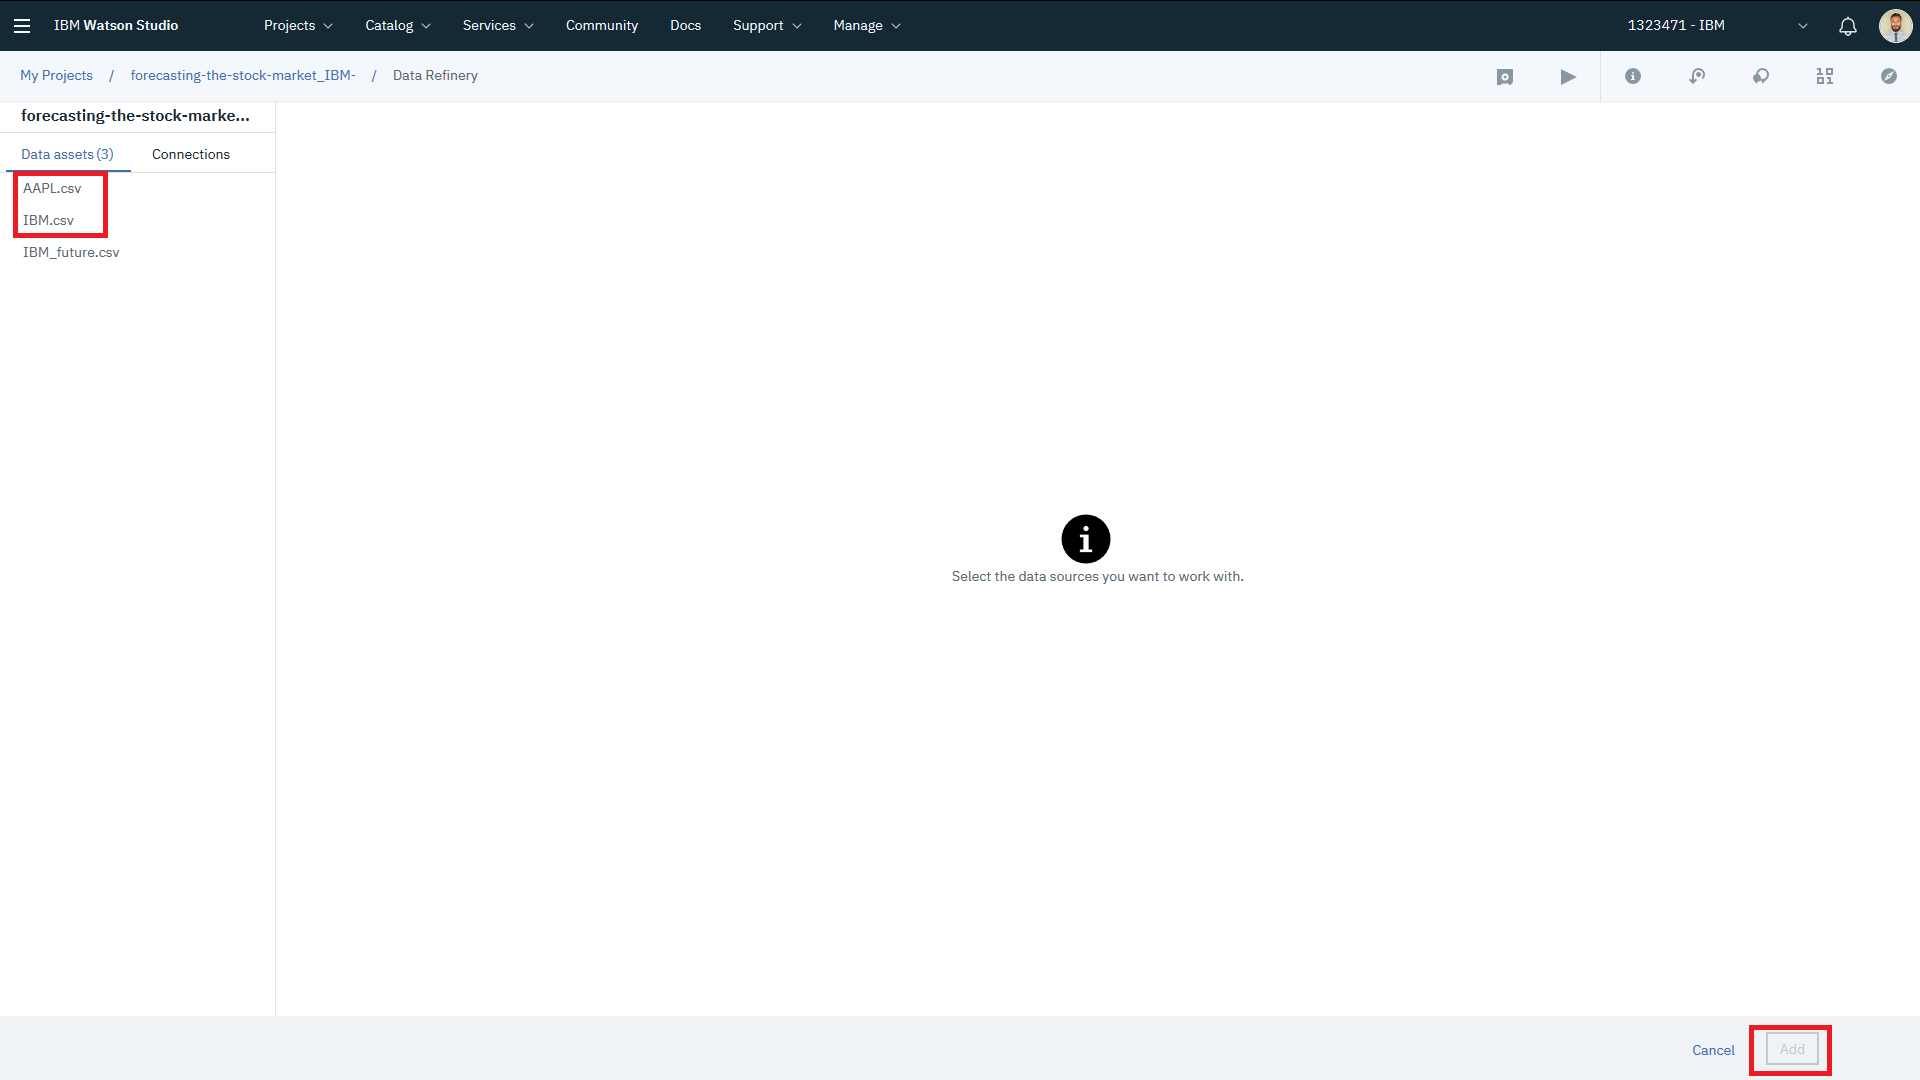 IBM Watson Studio Projects Catalog Services Community Docs Support Manage 1323471 - IBM
My Projects / forecasting-the-stock-market_IBM- / Data Refinery
forecasting-the-stock-marke...
Data assets (3) Connections
AAPL.csv
IBM.csv
IBM_future.csv
Select the data sources you want to work with.
Cancel Add